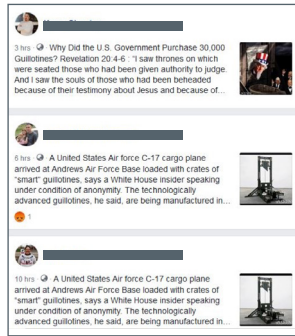 3 hrs · Why Did the U.S. Government Purchase 30,000
Guillotines? Revelation 20:4-6 : "I saw thrones on which
were seated those who had been given authority to judge.
And I saw the souls of those who had been beheaded
because of their testimony about Jesus and because of...
6 hrs · A United States Air force C-17 cargo plane
arrived at Andrews Air Force Base loaded with crates of
"smart" guillotines, says a White House insider speaking
under condition of anonymity. The technologically
advanced guillotines, he said, are being manufactured in...
1
10 hrs · A United States Air force C-17 cargo plane
arrived at Andrews Air Force Base loaded with crates of
"smart" guillotines, says a White House insider speaking
under condition of anonymity. The technologically
advanced guillotines, he said, are being manufactured in...